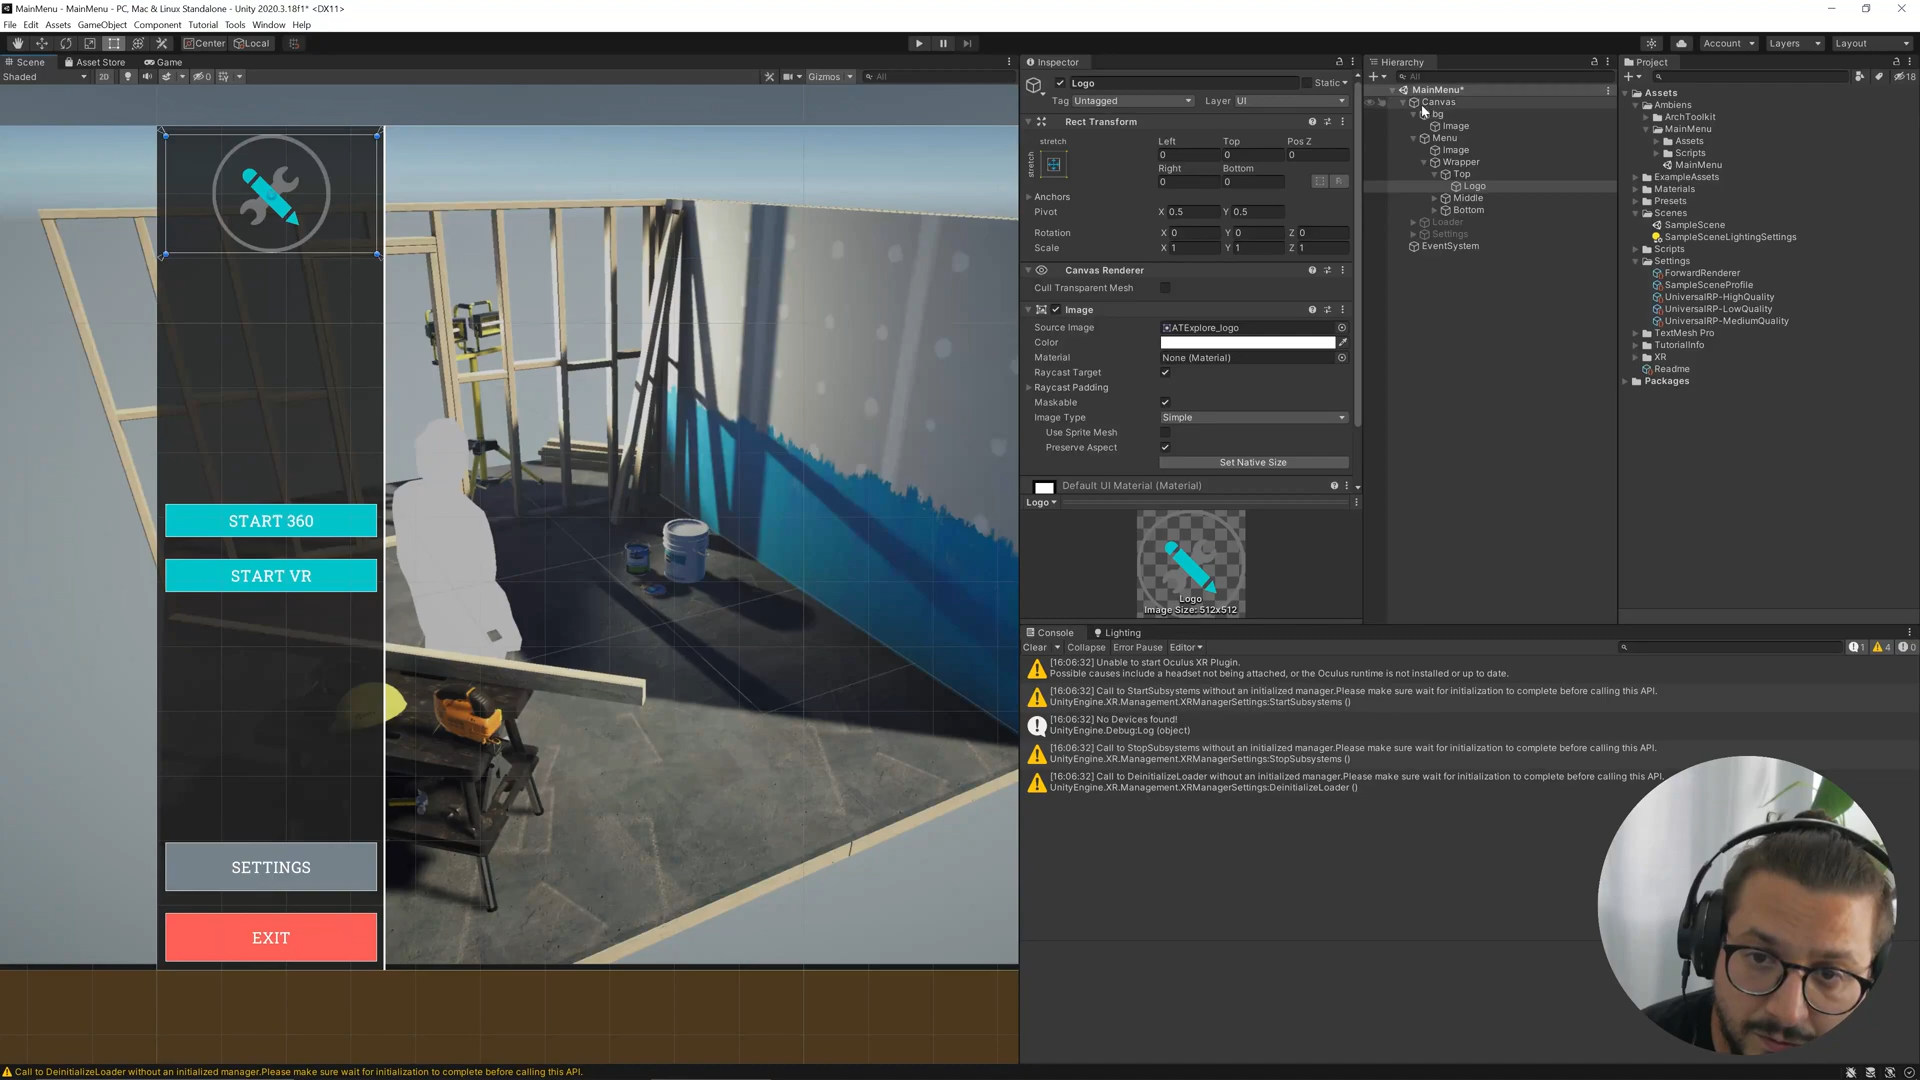 MainMenu - MainMenu - PC, Mac & Linux Standalone - Unity 2020.3.18f1* <DX11>
File Edit Assets GameObject Component Tutorial Tools Window Help
Center Local
Account Layers Layout
Scene Asset Store Game
Shaded 2D 0 Gizmos All
START 360
START VR
SETTINGS
EXIT
Inspector
Logo Static
Tag Untagged Layer UI
Rect Transform
stretch Left Top Pos Z
stretch 0 0 0
Right Bottom
0 0 R
Anchors
Pivot X 0.5 Y 0.5
Rotation X 0 Y 0 Z 0
Scale X 1 Y 1 Z 1
Canvas Renderer
Cull Transparent Mesh
Image
Source Image ATExplore_logo
Color
Material None (Material)
Raycast Target
Raycast Padding
Maskable
Image Type Simple
Use Sprite Mesh
Preserve Aspect
Set Native Size
Default UI Material (Material)
Logo
Logo
Image Size: 512x512
Hierarchy
All
MainMenu*
Canvas
bg
Image
Menu
Image
Wrapper
Top
Logo
Middle
Bottom
Loader
Settings
EventSystem
Project
18
Assets
Ambiens
ArchToolkit
MainMenu
Assets
Scripts
MainMenu
ExampleAssets
Materials
Presets
Scenes
SampleScene
SampleSceneLightingSettings
Scripts
Settings
ForwardRenderer
SampleSceneProfile
UniversalRP-HighQuality
UniversalRP-LowQuality
UniversalRP-MediumQuality
TextMesh Pro
TutorialInfo
XR
Readme
Packages
Console Lighting
Clear Collapse Error Pause Editor 1 4 0
[16:06:32] Unable to start Oculus XR Plugin.
Possible causes include a headset not being attached, or the Oculus runtime is not installed or up to date.
[16:06:32] Call to StartSubsystems without an initialized manager.Please make sure wait for initialization to complete before calling this API.
UnityEngine.XR.Management.XRManagerSettings:StartSubsystems ()
[16:06:32] No Devices found!
UnityEngine.Debug:Log (object)
[16:06:32] Call to StopSubsystems without an initialized manager.Please make sure wait for initialization to complete before calling this API.
UnityEngine.XR.Management.XRManagerSettings:StopSubsystems ()
[16:06:32] Call to DeinitializeLoader without an initialized manager.Please make sure wait for initialization to complete before calling this API.
UnityEngine.XR.Management.XRManagerSettings:DeinitializeLoader ()
Call to DeinitializeLoader without an initialized manager.Please make sure wait for initialization to complete before calling this API.